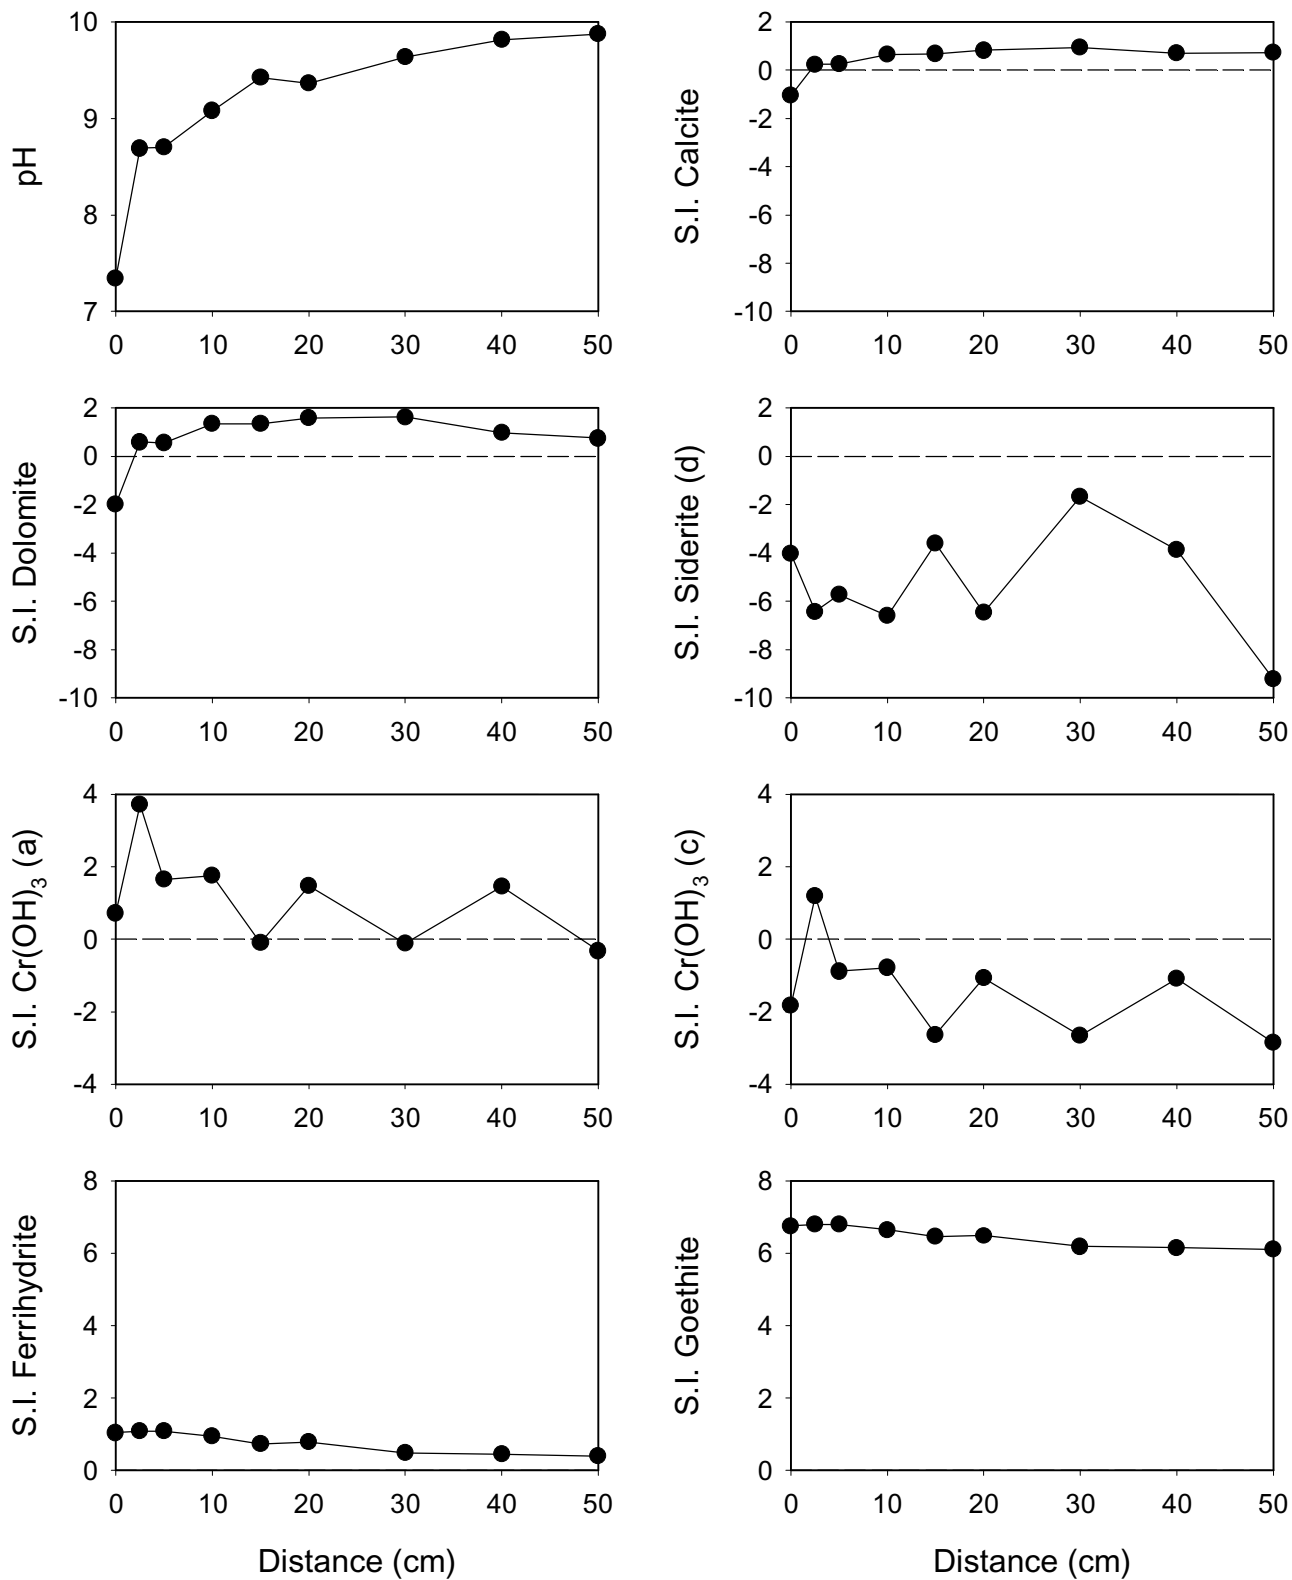 10
9
8
7
pH
0 10 20 30 40 50
2
0
-2
-4
-6
-8
-10
S.I. Calcite
0 10 20 30 40 50
2
0
-2
-4
-6
-8
-10
S.I. Dolomite
0 10 20 30 40 50
2
0
-2
-4
-6
-8
-10
S.I. Siderite (d)
0 10 20 30 40 50
4
2
0
-2
-4
S.I. Cr(OH)3 (a)
0 10 20 30 40 50
4
2
0
-2
-4
S.I. Cr(OH)3 (c)
0 10 20 30 40 50
8
6
4
2
0
S.I. Ferrihydrite
0 10 20 30 40 50
Distance (cm)
8
6
4
2
0
S.I. Goethite
0 10 20 30 40 50
Distance (cm)